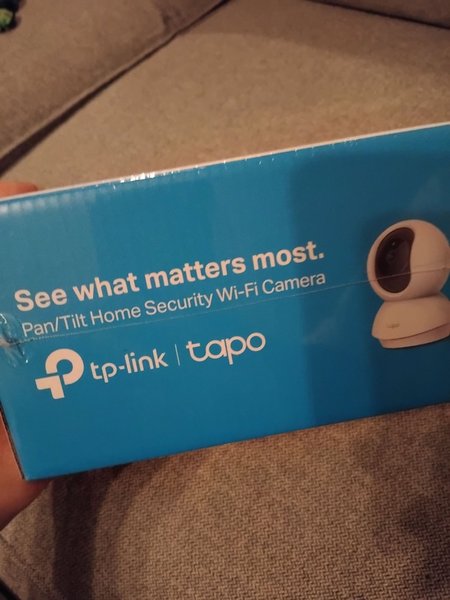 See what matters most.
Pan/Tilt Home Security Wi-Fi Camera
tp-link | tapo